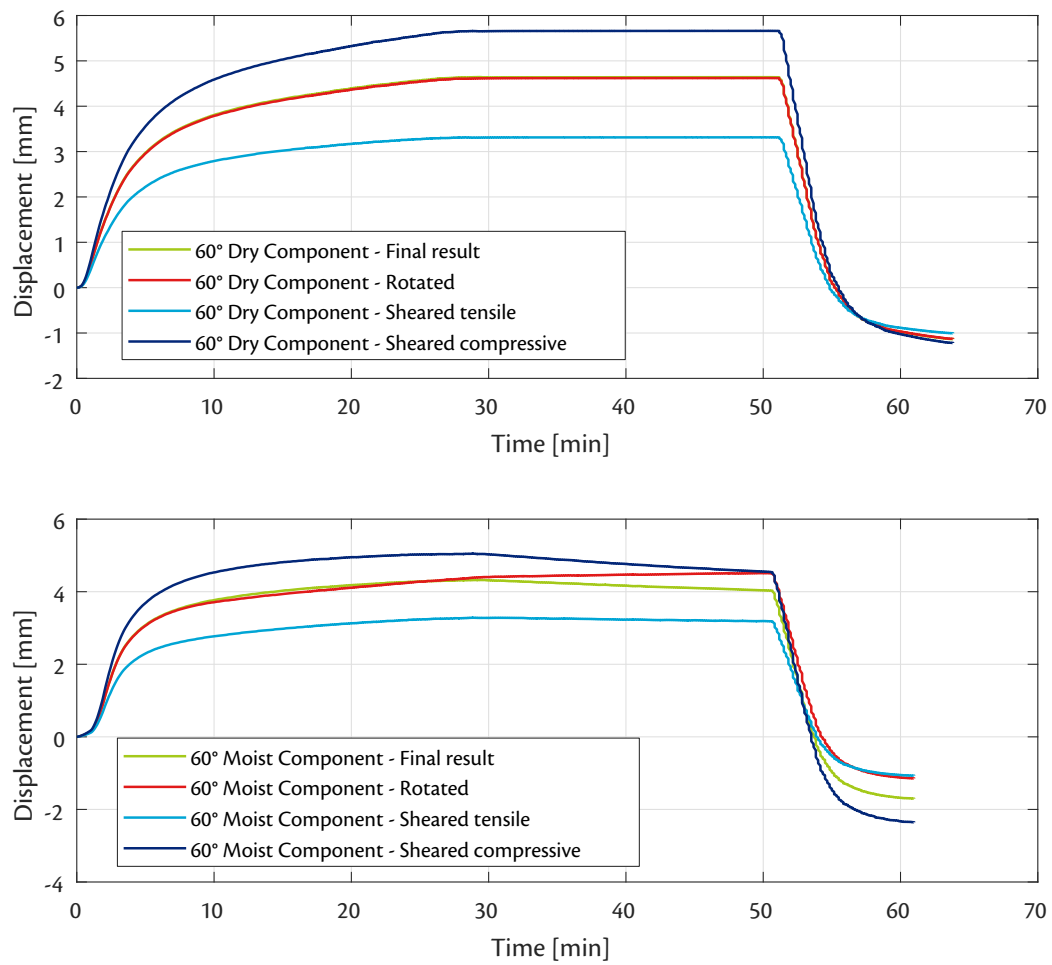 6
5
4
3
2
1
0
-1
-2
Displacement [mm]
60° Dry Component - Final result
60° Dry Component - Rotated
60° Dry Component - Sheared tensile
60° Dry Component - Sheared compressive
0 10 20 30 40 50 60 70
Time [min]
6
4
2
0
-2
-4
Displacement [mm]
60° Moist Component - Final result
60° Moist Component - Rotated
60° Moist Component - Sheared tensile
60° Moist Component - Sheared compressive
0 10 20 30 40 50 60 70
Time [min]